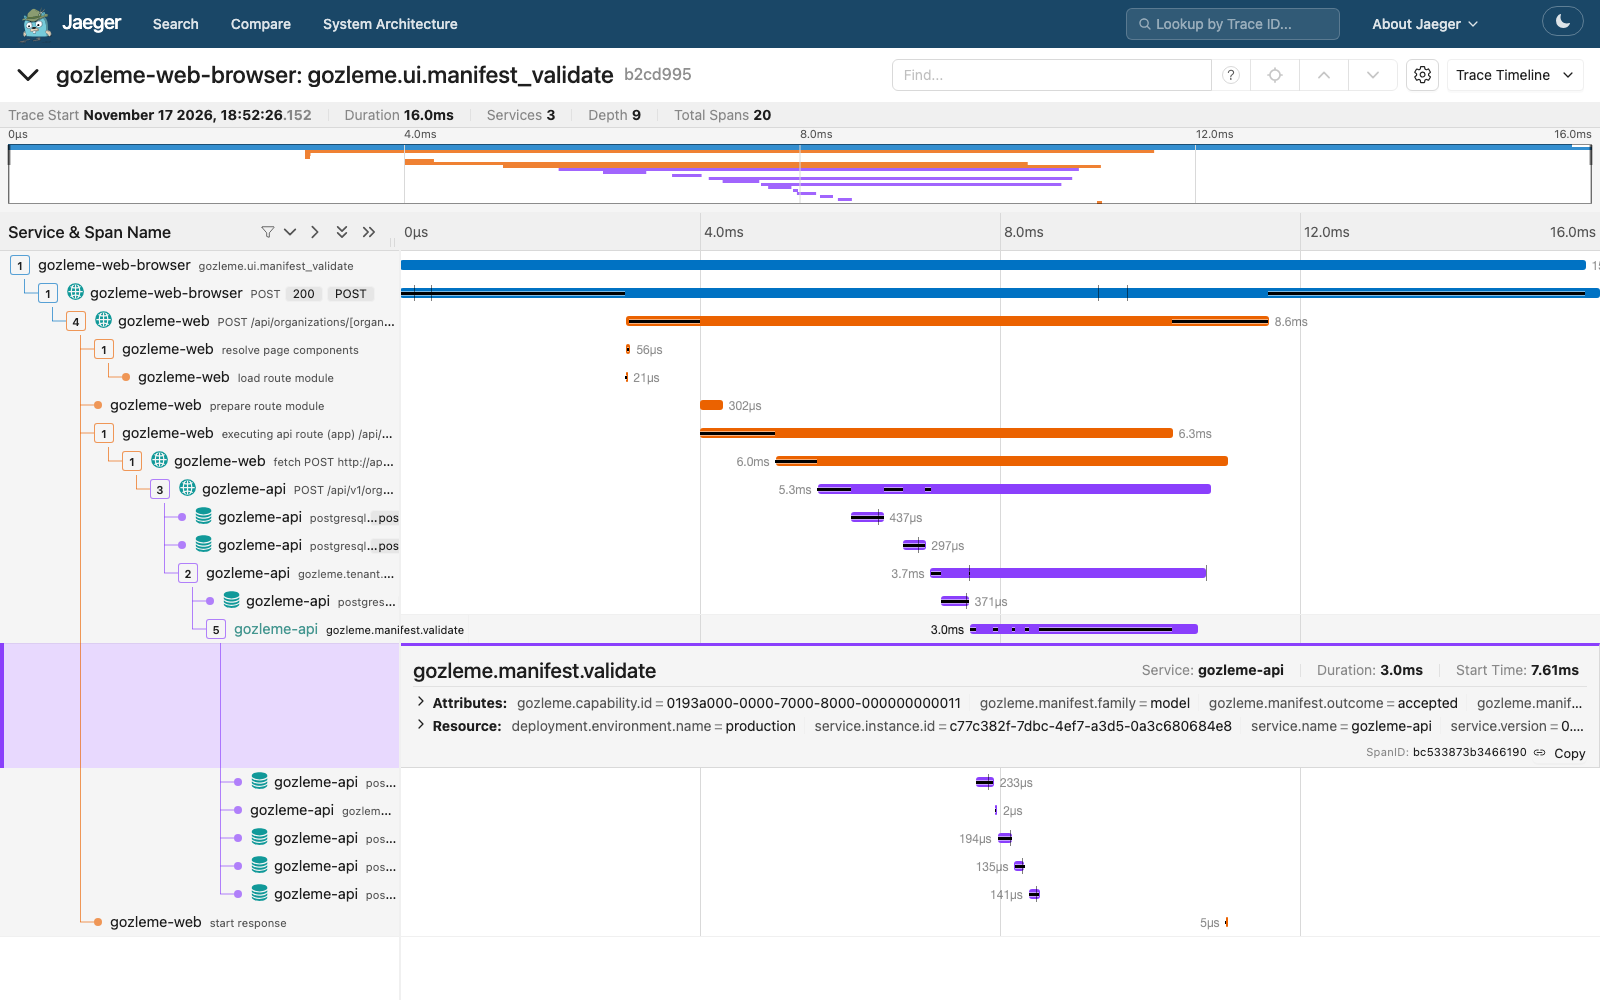 Jaeger Search Compare System Architecture Lookup by Trace ID... About Jaeger
gozleme-web-browser: gozleme.ui.manifest_validate b2cd995 Find... ? Trace Timeline
Trace Start November 17 2026, 18:52:26.152 Duration 16.0ms Services 3 Depth 9 Total Spans 20
0μs 4.0ms 8.0ms 12.0ms 16.0ms
Service & Span Name 0μs 4.0ms 8.0ms 12.0ms 16.0ms
1 gozleme-web-browser gozleme.ui.manifest_validate
1 gozleme-web-browser POST 200 POST
4 gozleme-web POST /api/organizations/[organ... 8.6ms
1 gozleme-web resolve page components 56μs
gozleme-web load route module 21μs
gozleme-web prepare route module 302μs
1 gozleme-web executing api route (app) /api/... 6.3ms
1 gozleme-web fetch POST http://ap... 6.0ms
3 gozleme-api POST /api/v1/org... 5.3ms
gozleme-api postgresql...pos 437μs
gozleme-api postgresql...pos 297μs
2 gozleme-api gozleme.tenant.... 3.7ms
gozleme-api postgres... 371μs
5 gozleme-api gozleme.manifest.validate 3.0ms
gozleme.manifest.validate Service: gozleme-api Duration: 3.0ms Start Time: 7.61ms
Attributes: gozleme.capability.id = 0193a000-0000-7000-8000-000000000011 gozleme.manifest.family = model gozleme.manifest.outcome = accepted gozleme.manif...
Resource: deployment.environment.name = production service.instance.id = c77c382f-7dbc-4ef7-a3d5-0a3c680684e8 service.name = gozleme-api service.version = 0....
SpanID: bc533873b3466190 Copy
gozleme-api pos... 233μs
gozleme-api gozlem... 2μs
gozleme-api pos... 194μs
gozleme-api pos... 135μs
gozleme-api pos... 141μs
gozleme-web start response 5μs